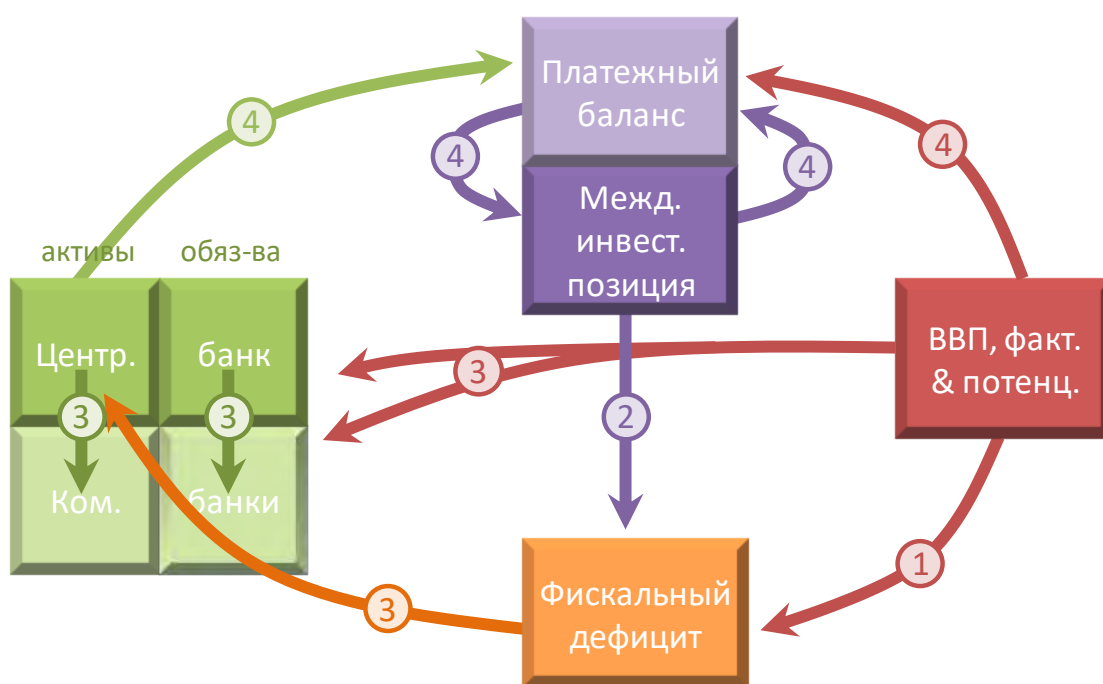 Платежный
баланс
4
4
4
4
Межд.
инвест.
позиция
активы
обяз-ва
Центр.
банк
ВВП, факт.
& потенц.
3
3
3
2
Ком.
банки
1
Фискальный
дефицит
3